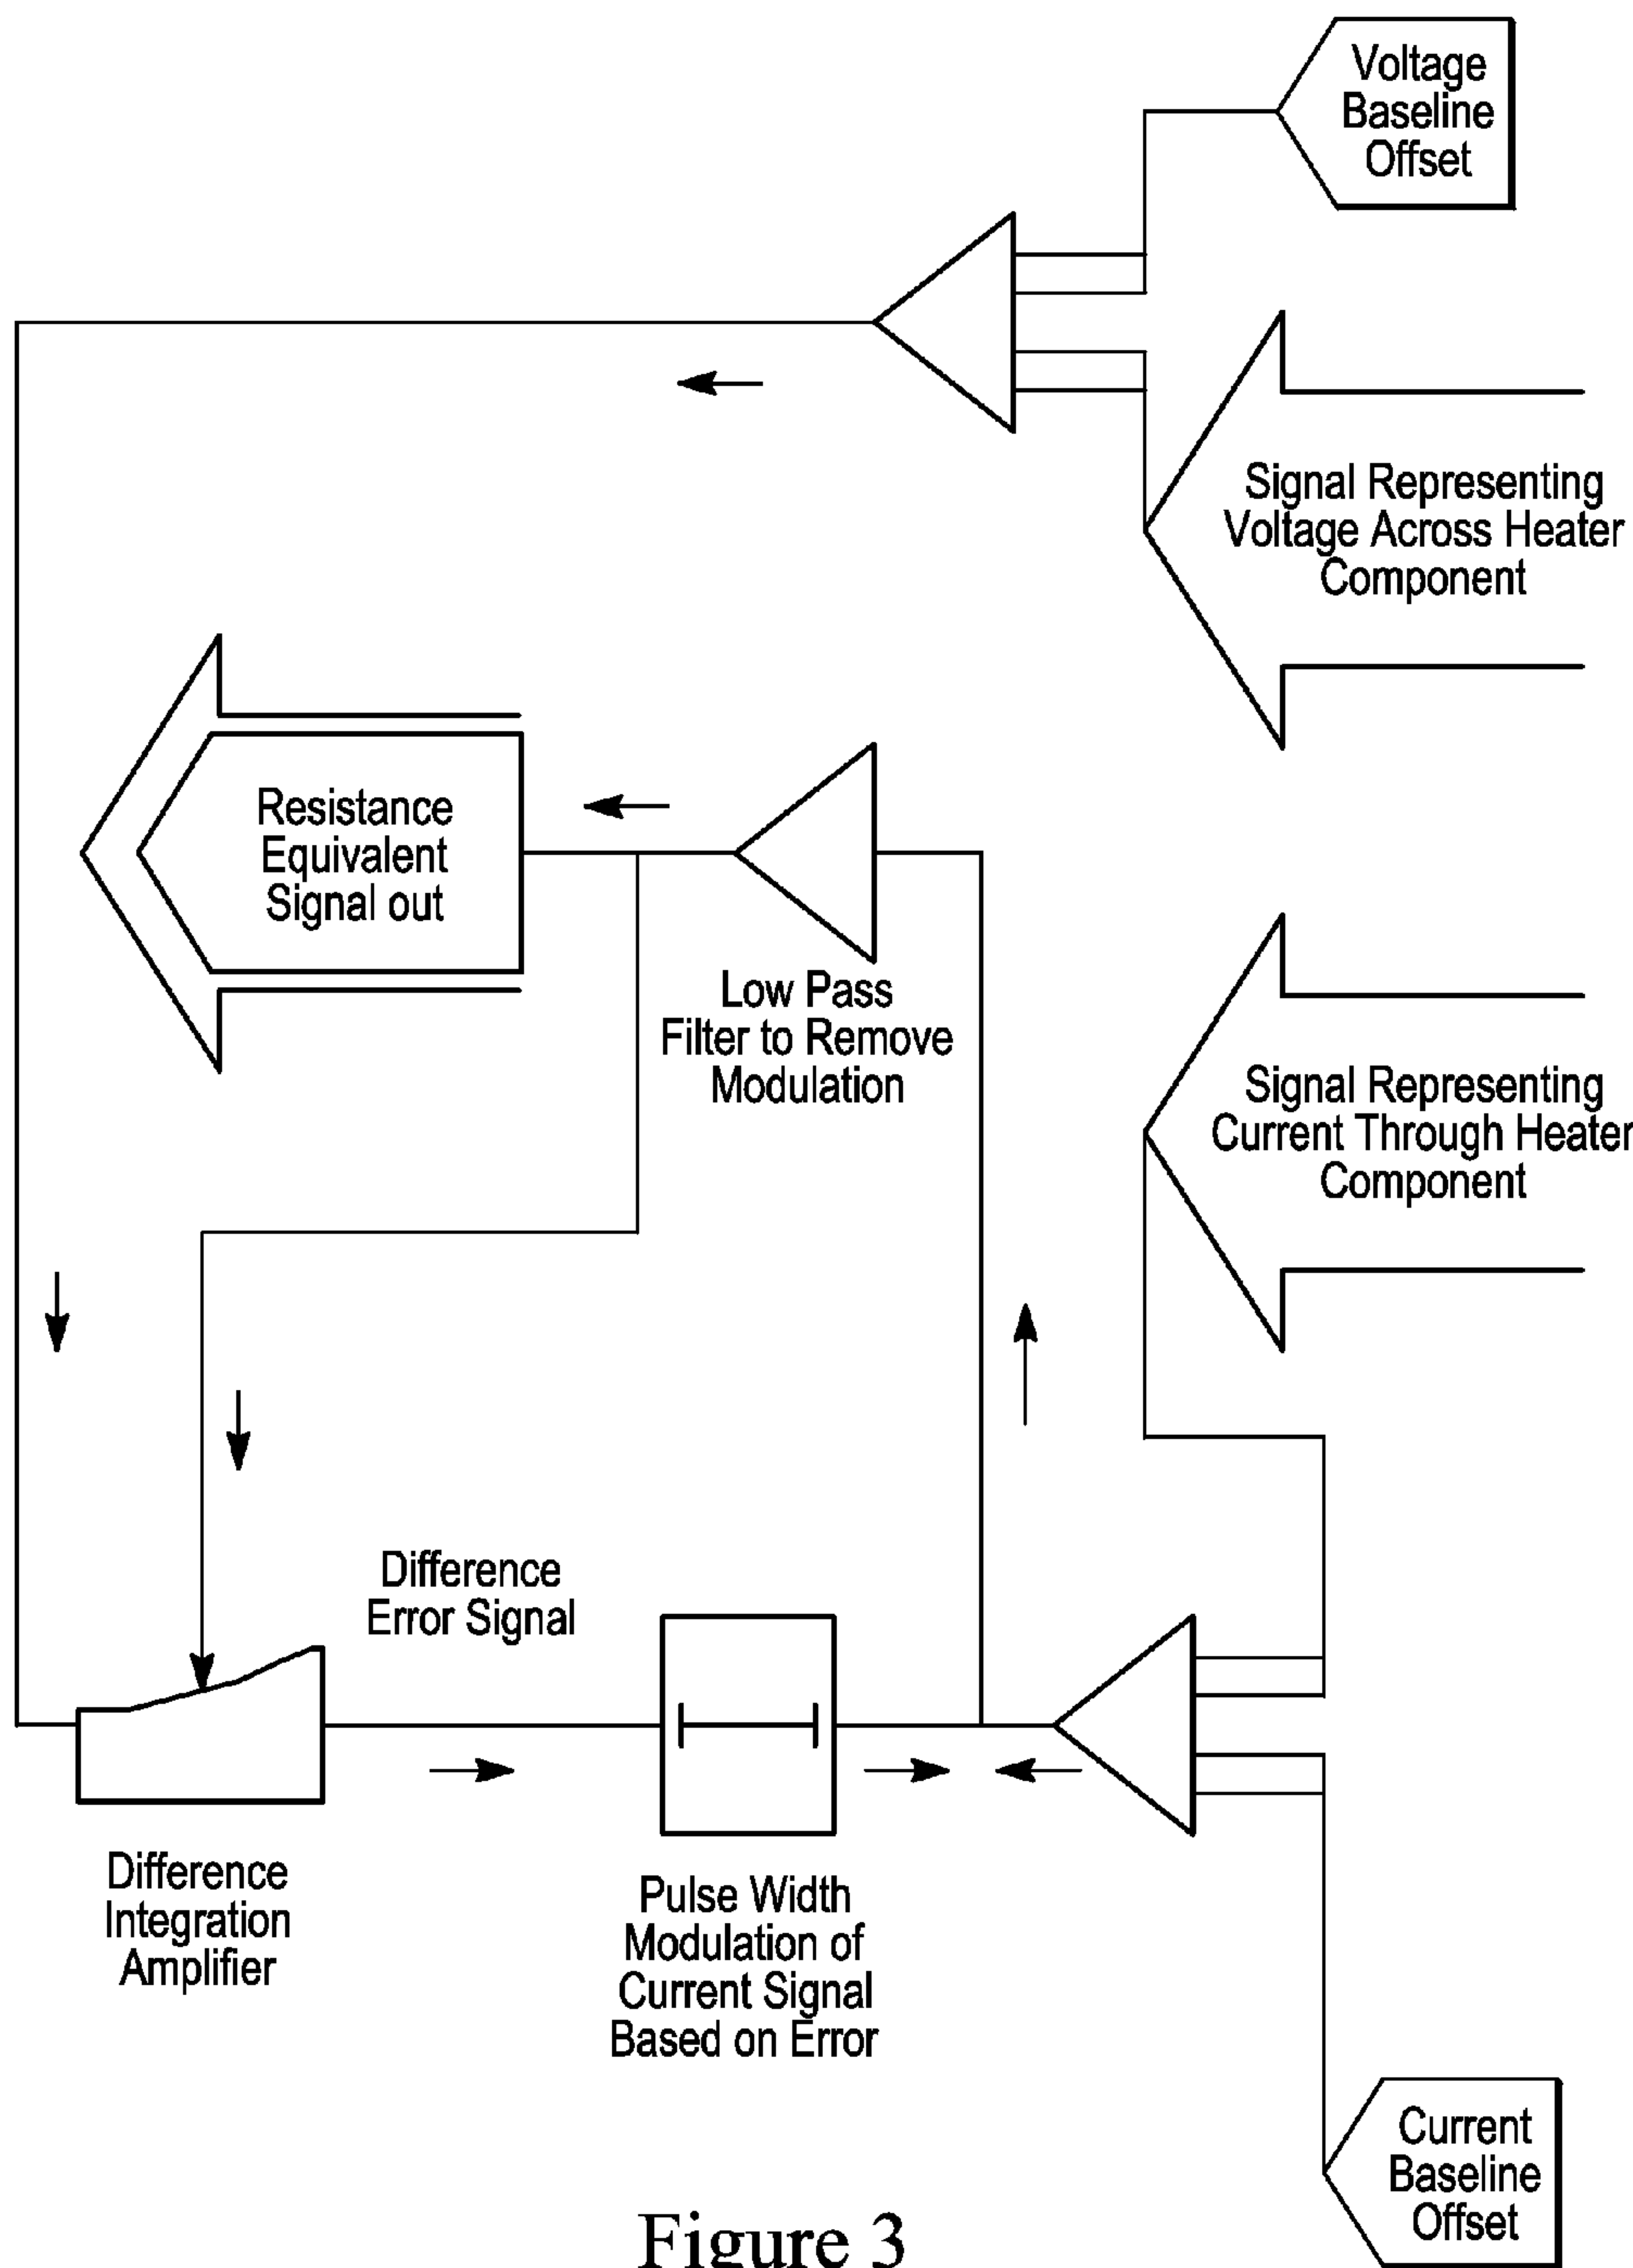 Voltage
Baseline
Offset
Signal Representing
Voltage Across Heater
Component
Resistance
Equivalent
Signal out
Low Pass
Filter to Remove
Modulation
Signal Representing
Current Through Heater
Component
Difference
Error Signal
Difference
Integration
Amplifier
Pulse Width
Modulation of
Current Signal
Based on Error
Current
Baseline
Offset
Figure 3